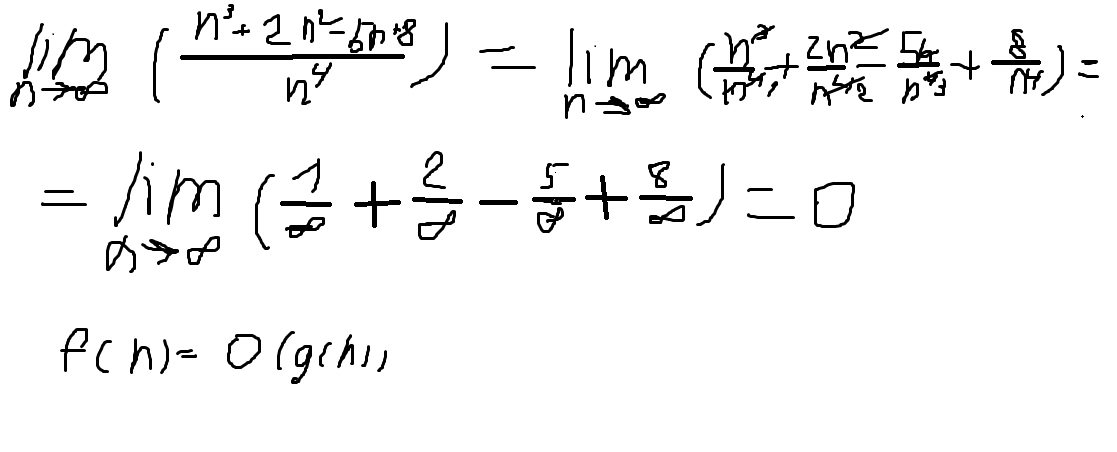 lim n→∞ ( (n³ + 2n² - 5n + 8) / n⁴ ) = lim n→∞ ( n³/n⁴ + 2n²/n⁴ - 5n/n⁴ + 8/n⁴ ) =
= lim n→∞ ( 1/∞ + 2/∞ - 5/∞ + 8/∞ ) = 0
f(n) = O(g(n))